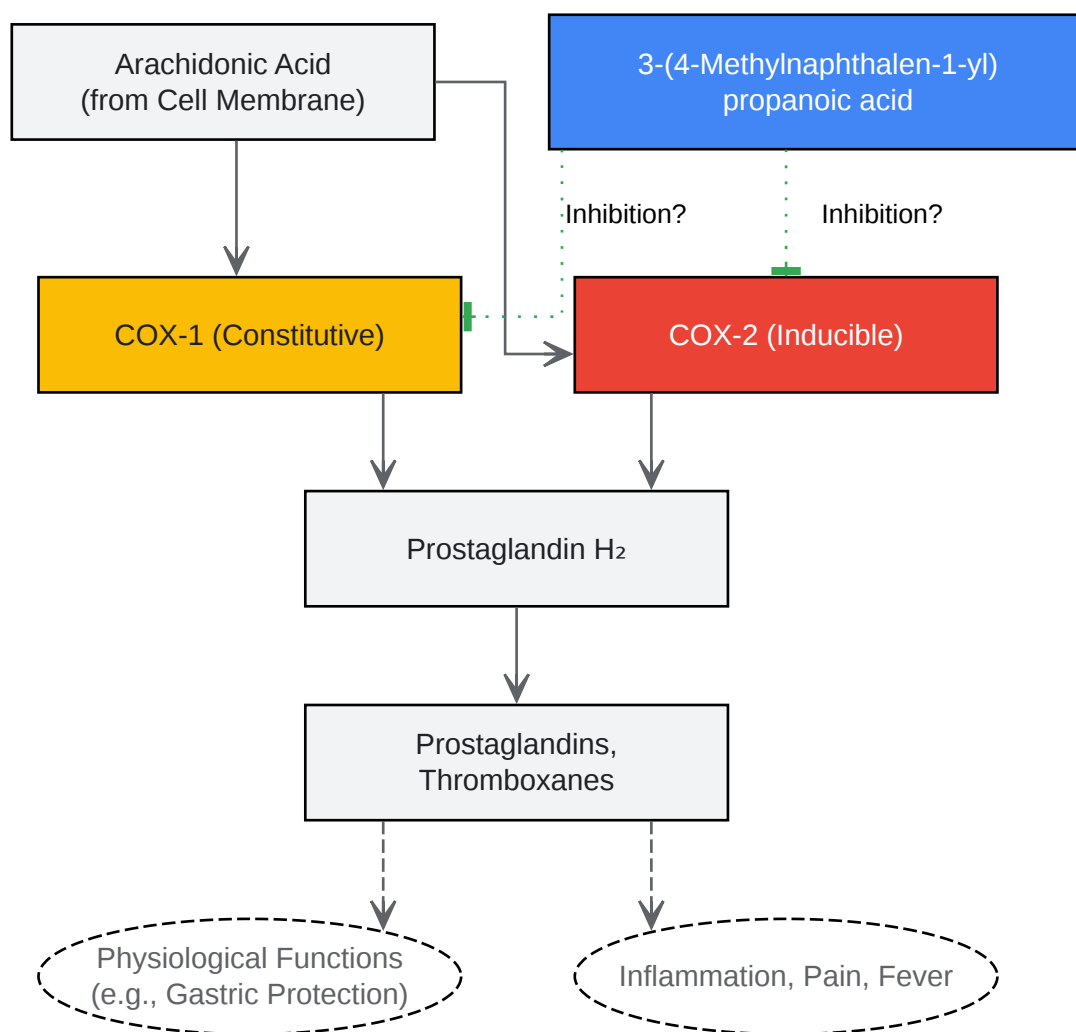 Arachidonic Acid
(from Cell Membrane)
3-(4-Methylnaphthalen-1-yl)
propanoic acid
Inhibition?
Inhibition?
COX-1 (Constitutive)
COX-2 (Inducible)
Prostaglandin H₂
Prostaglandins,
Thromboxanes
Physiological Functions
(e.g., Gastric Protection)
Inflammation, Pain, Fever